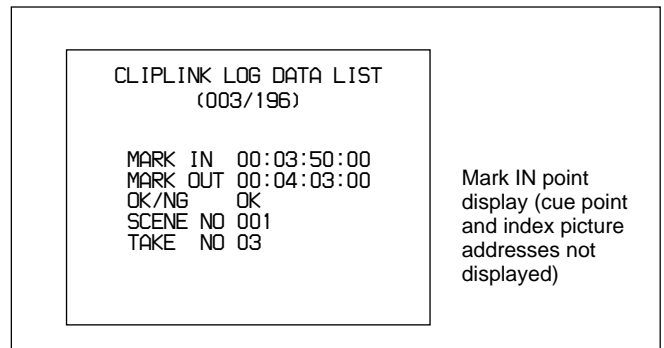 CLIPLINK LOG DATA LIST
(003/196)
MARK IN 00:03:50:00
MARK OUT 00:04:03:00
OK/NG OK
SCENE NO 001
TAKE NO 03
Mark IN point
display (cue point
and index picture
addresses not
displayed)